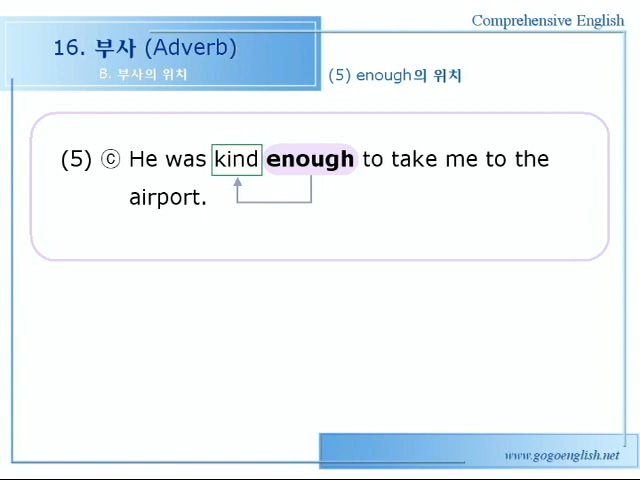 Comprehensive English
16. 부사 (Adverb)
B. 부사의 위치
(5) enough의 위치
(5) ⓒ He was kind enough to take me to the
airport.
www.gogoenglish.net